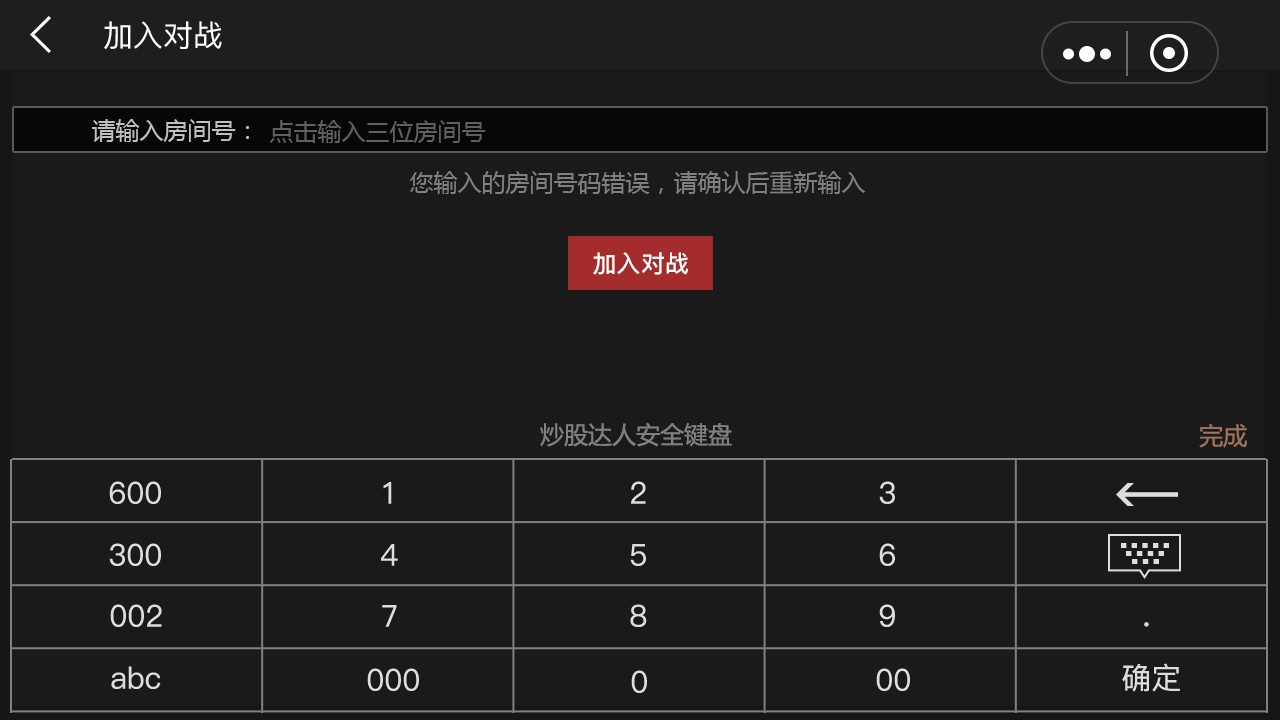 加入对战
请输入房间号： 点击输入三位房间号
您输入的房间号码错误，请确认后重新输入
加入对战
炒股达人安全键盘 完成
600 1 2 3
300 4 5 6
002 7 8 9 .
abc 000 0 00 确定